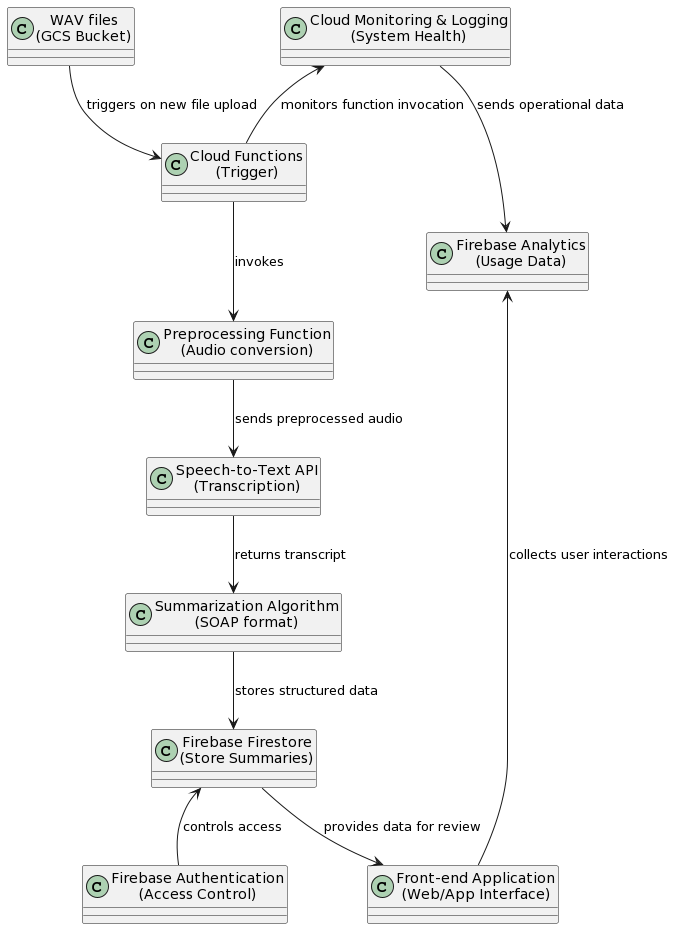 C
WAV files
(GCS Bucket)
C
Cloud Monitoring & Logging
(System Health)
triggers on new file upload
monitors function invocation
sends operational data
C
Cloud Functions
(Trigger)
C
Firebase Analytics
(Usage Data)
invokes
C
Preprocessing Function
(Audio conversion)
sends preprocessed audio
C
Speech-to-Text API
(Transcription)
returns transcript
collects user interactions
C
Summarization Algorithm
(SOAP format)
stores structured data
C
Firebase Firestore
(Store Summaries)
controls access
provides data for review
C
Firebase Authentication
(Access Control)
C
Front-end Application
(Web/App Interface)